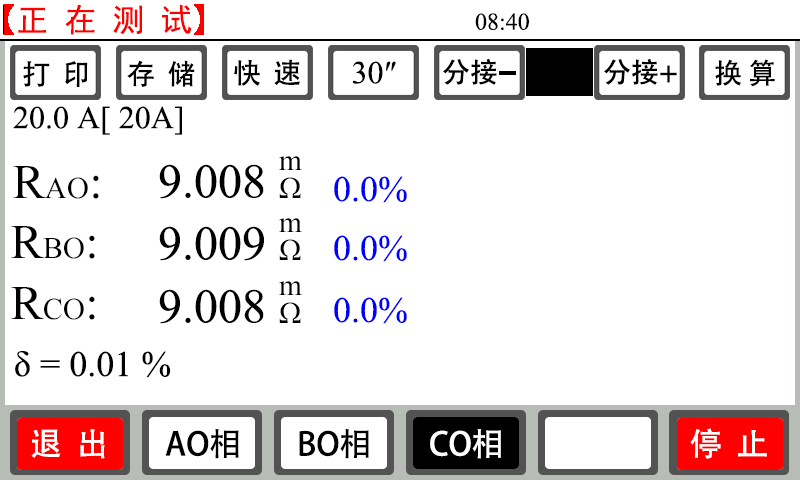 【正 在 测 试】 08:40
打 印 存 储 快 速 30″ 分接− 分接+ 换 算
20.0 A[ 20A]
RAO: 9.008 mΩ 0.0%
RBO: 9.009 mΩ 0.0%
RCO: 9.008 mΩ 0.0%
δ = 0.01 %
退 出 AO相 BO相 CO相 停 止